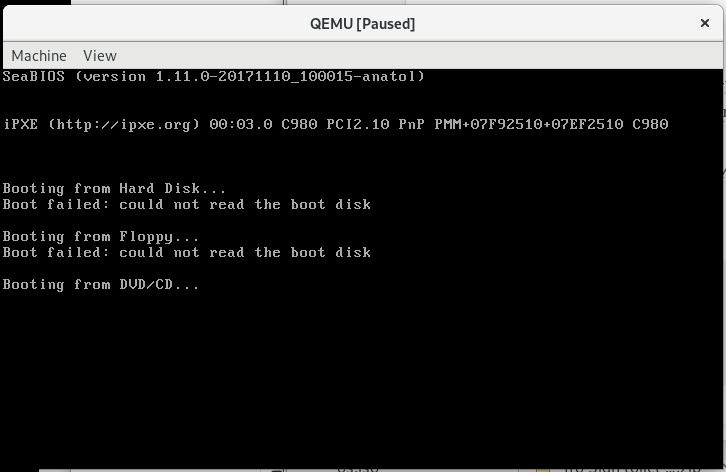 QEMU [Paused]
Machine View
SeaBIOS (version 1.11.0-20171110_100015-anatol)
iPXE (http://ipxe.org) 00:03.0 C980 PCI2.10 PnP PMM+07F92510+07EF2510 C980
Booting from Hard Disk...
Boot failed: could not read the boot disk
Booting from Floppy...
Boot failed: could not read the boot disk
Booting from DVD/CD...